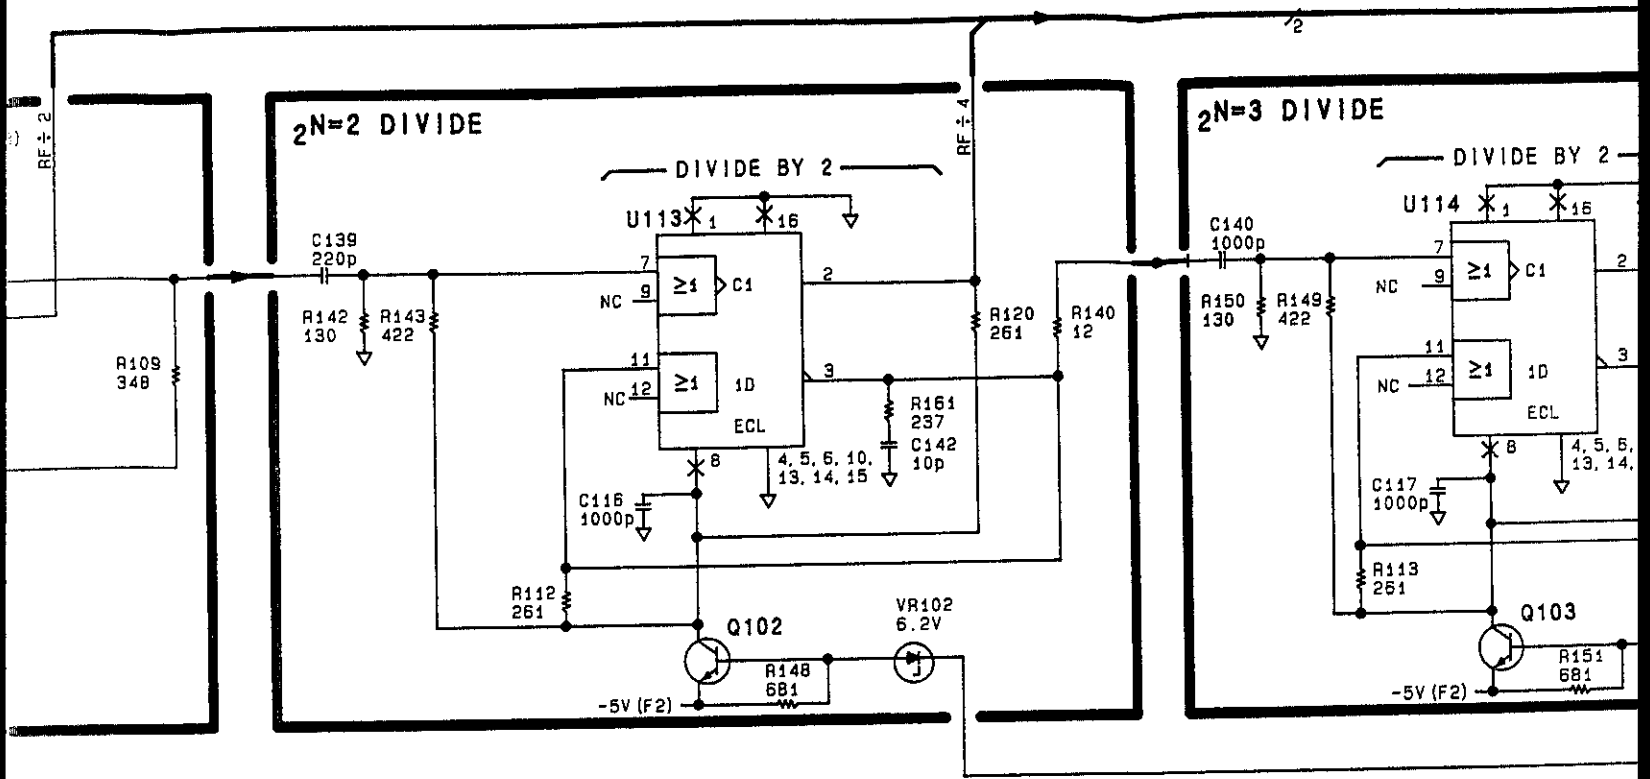 2
RF÷2
RF÷4
2N=2 DIVIDE
DIVIDE BY 2
U113
1
16
C139
220p
7
C1
2
≥1
NC
9
R142
130
R143
422
R109
348
11
≥1
1D
3
NC
12
ECL
R120
261
R140
12
R161
237
C142
10p
8
4, 5, 6, 10,
13, 14, 15
C116
1000p
R112
261
Q102
VR102
6.2V
R148
681
-5V (F2)
2N=3 DIVIDE
DIVIDE BY 2
U114
1
16
C140
1000p
7
C1
2
≥1
NC
9
R150
130
R149
422
11
≥1
1D
3
NC
12
ECL
8
4, 5, 6,
13, 14,
C117
1000p
R113
261
Q103
R151
681
-5V (F2)